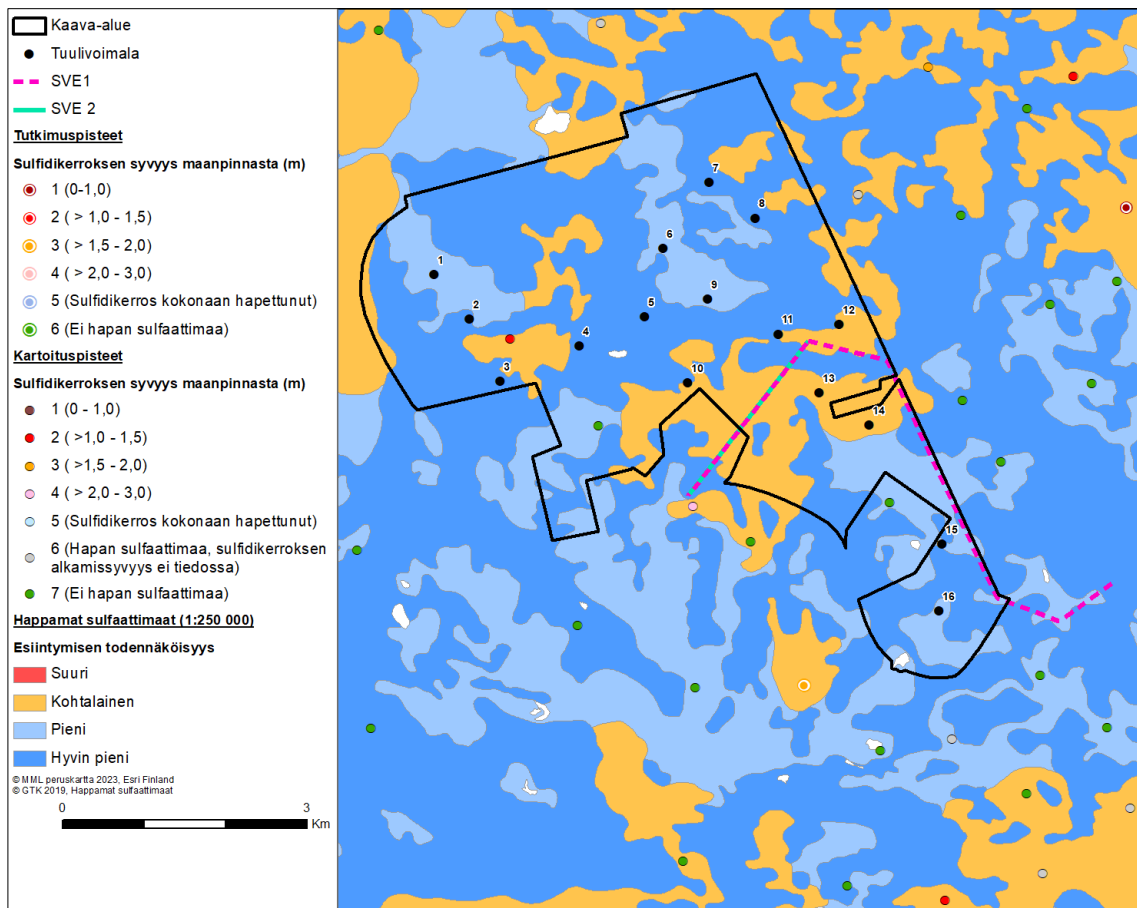 Kaava-alue
Tuulivoimala
SVE1
SVE 2
Tutkimuspisteet
Sulfidikerroksen syvyys maanpinnasta (m)
1 (0-1,0)
2 ( > 1,0 - 1,5)
3 ( > 1,5 - 2,0)
4 ( > 2,0 - 3,0)
5 (Sulfidikerros kokonaan hapettunut)
6 (Ei hapan sulfaattimaa)
Kartoituspisteet
Sulfidikerroksen syvyys maanpinnasta (m)
1 (0 - 1,0)
2 ( >1,0 - 1,5)
3 ( >1,5 - 2,0)
4 ( > 2,0 - 3,0)
5 (Sulfidikerros kokonaan hapettunut)
6 (Hapan sulfaattimaa, sulfidikerroksen
alkamissyvyys ei tiedossa)
7 (Ei hapan sulfaattimaa)
Happamat sulfaattimaat (1:250 000)
Esiintymisen todennäköisyys
Suuri
Kohtalainen
Pieni
Hyvin pieni
© MML peruskartta 2023, Esri Finland
© GTK 2019, Happamat sulfaattimaat
0 3
Km
7
8
6
1
9
2
5
12
11
4
3
10
13
14
15
16